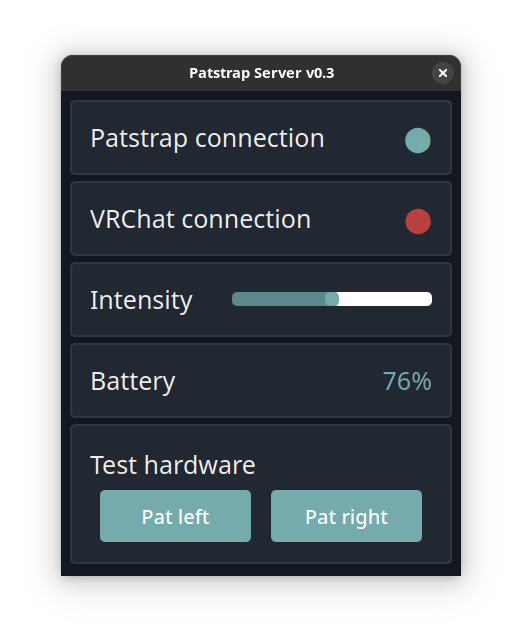 Patstrap Server v0.3
Patstrap connection
VRChat connection
Intensity
Battery 76%
Test hardware
Pat left Pat right